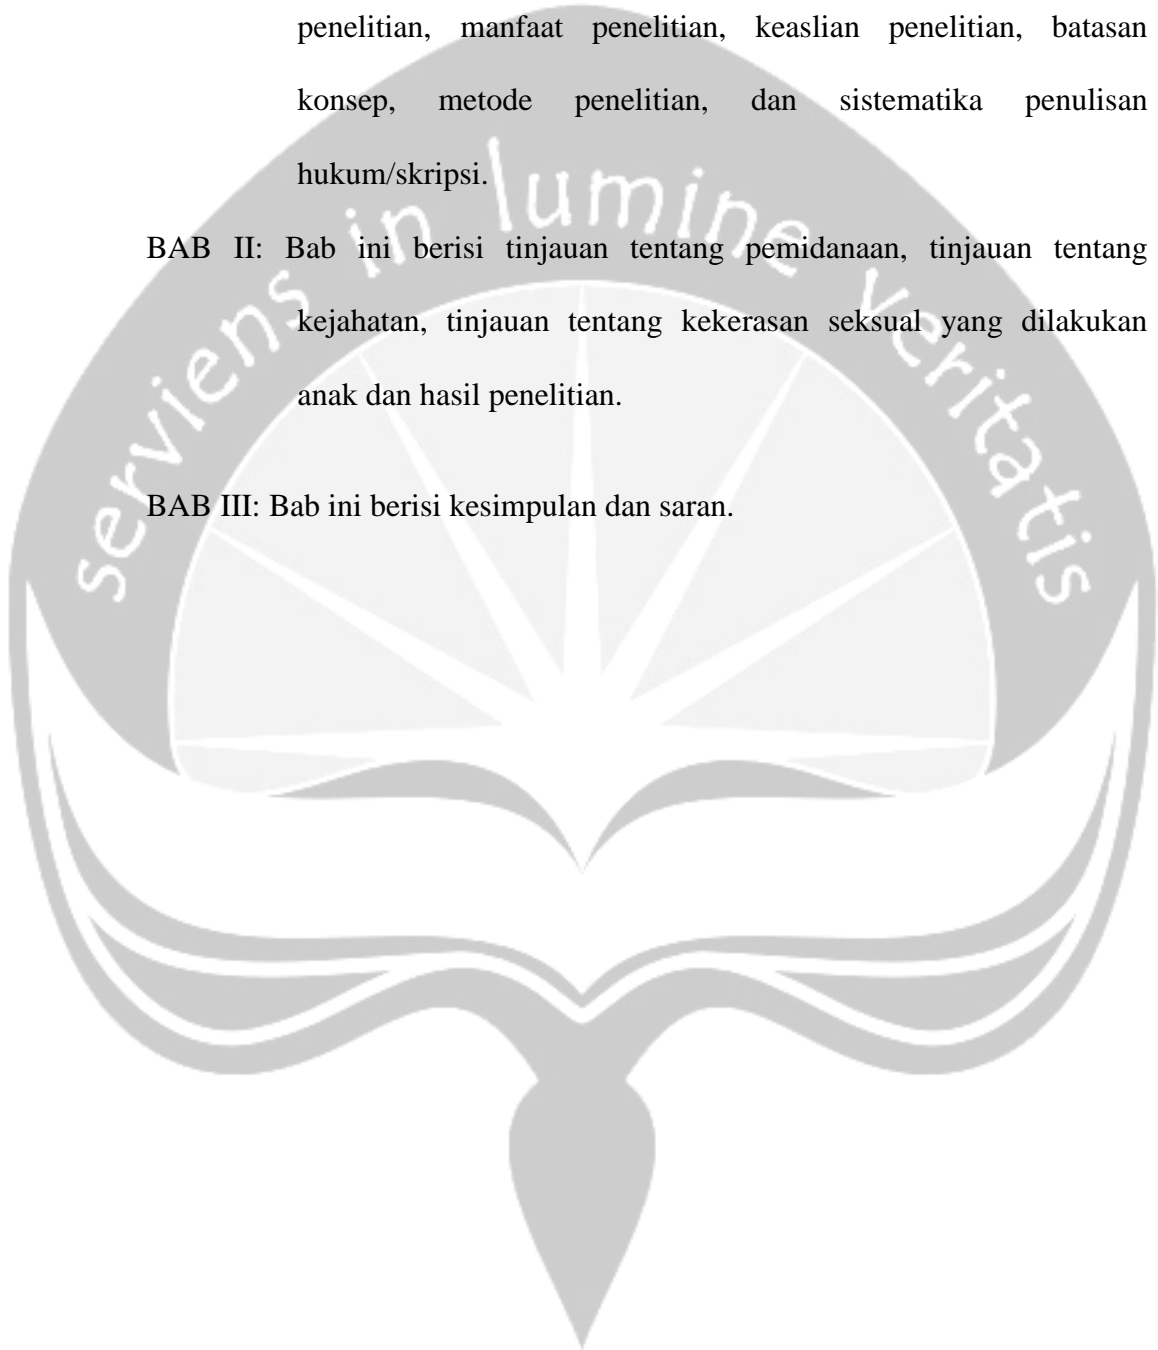 penelitian, manfaat penelitian, keaslian penelitian, batasan
konsep, metode penelitian, dan sistematika penulisan
hukum/skripsi.
serviens in lumine veritatis
BAB II: Bab ini berisi tinjauan tentang pemidanaan, tinjauan tentang
kejahatan, tinjauan tentang kekerasan seksual yang dilakukan
anak dan hasil penelitian.
BAB III: Bab ini berisi kesimpulan dan saran.